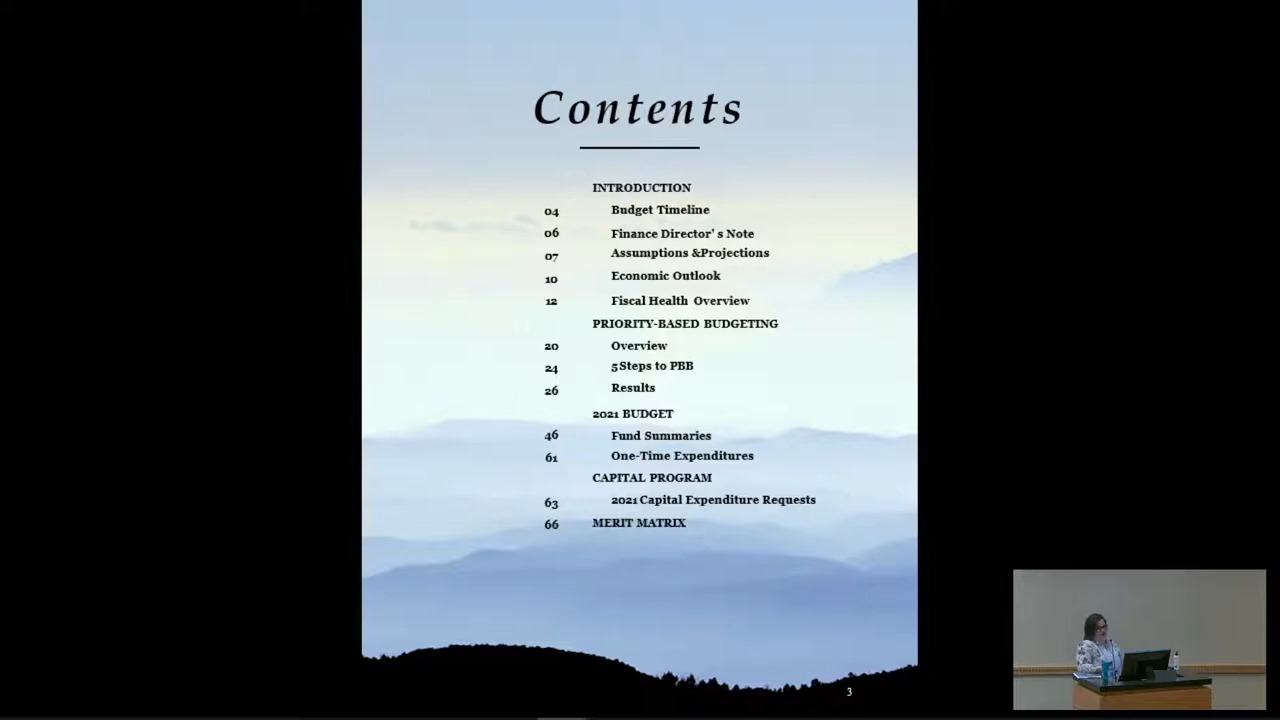 Contents
INTRODUCTION
04 Budget Timeline
06 Finance Director' s Note
07 Assumptions &Projections
10 Economic Outlook
12 Fiscal Health Overview
PRIORITY-BASED BUDGETING
20 Overview
24 5 Steps to PBB
26 Results
2021 BUDGET
46 Fund Summaries
61 One-Time Expenditures
CAPITAL PROGRAM
63 2021 Capital Expenditure Requests
66 MERIT MATRIX
3